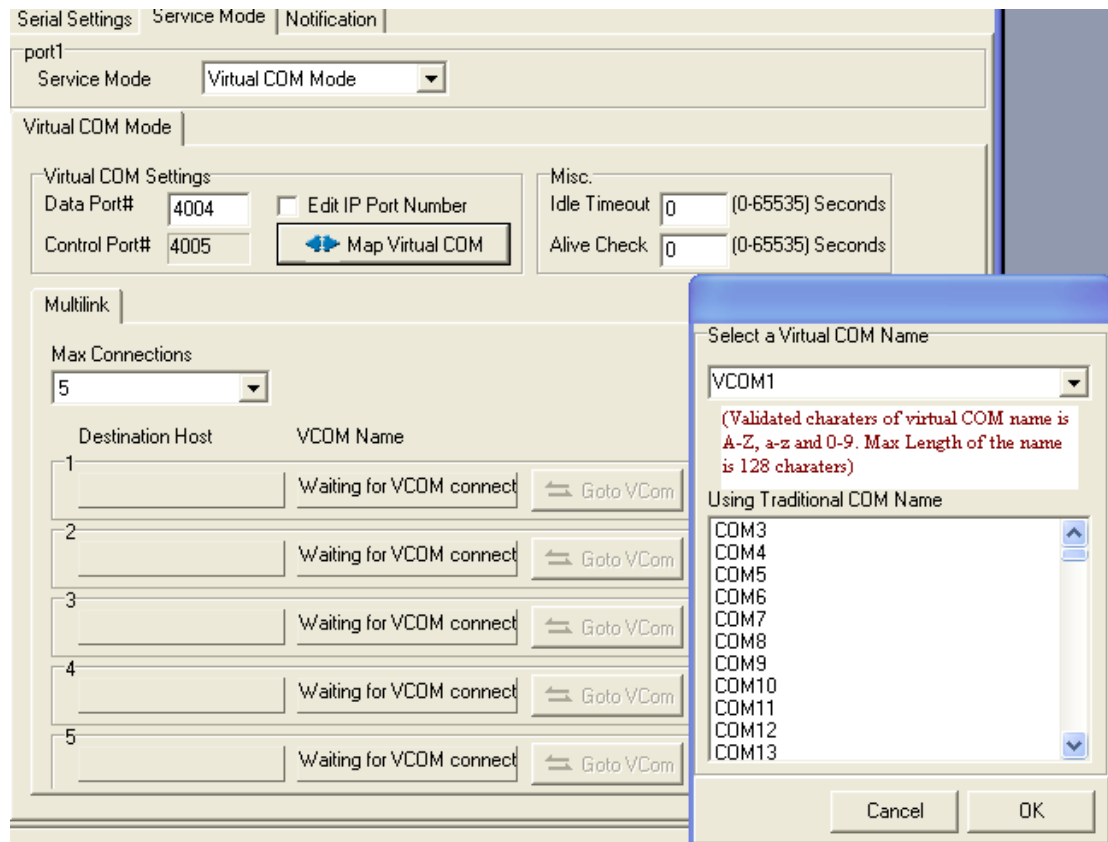 Serial Settings Service Mode Notification
port1
Service Mode Virtual COM Mode
Virtual COM Mode
Virtual COM Settings
Data Port# 4004 Edit IP Port Number
Control Port# 4005 Map Virtual COM
Misc.
Idle Timeout 0 (0-65535) Seconds
Alive Check 0 (0-65535) Seconds
Multilink
Max Connections
5
Destination Host VCOM Name
1
Waiting for VCOM connect Goto VCom
2
Waiting for VCOM connect Goto VCom
3
Waiting for VCOM connect Goto VCom
4
Waiting for VCOM connect Goto VCom
5
Waiting for VCOM connect Goto VCom
Select a Virtual COM Name
VCOM1
(Validated charaters of virtual COM name is
A-Z, a-z and 0-9. Max Length of the name
is 128 charaters)
Using Traditional COM Name
COM3
COM4
COM5
COM6
COM7
COM8
COM9
COM10
COM11
COM12
COM13
Cancel OK